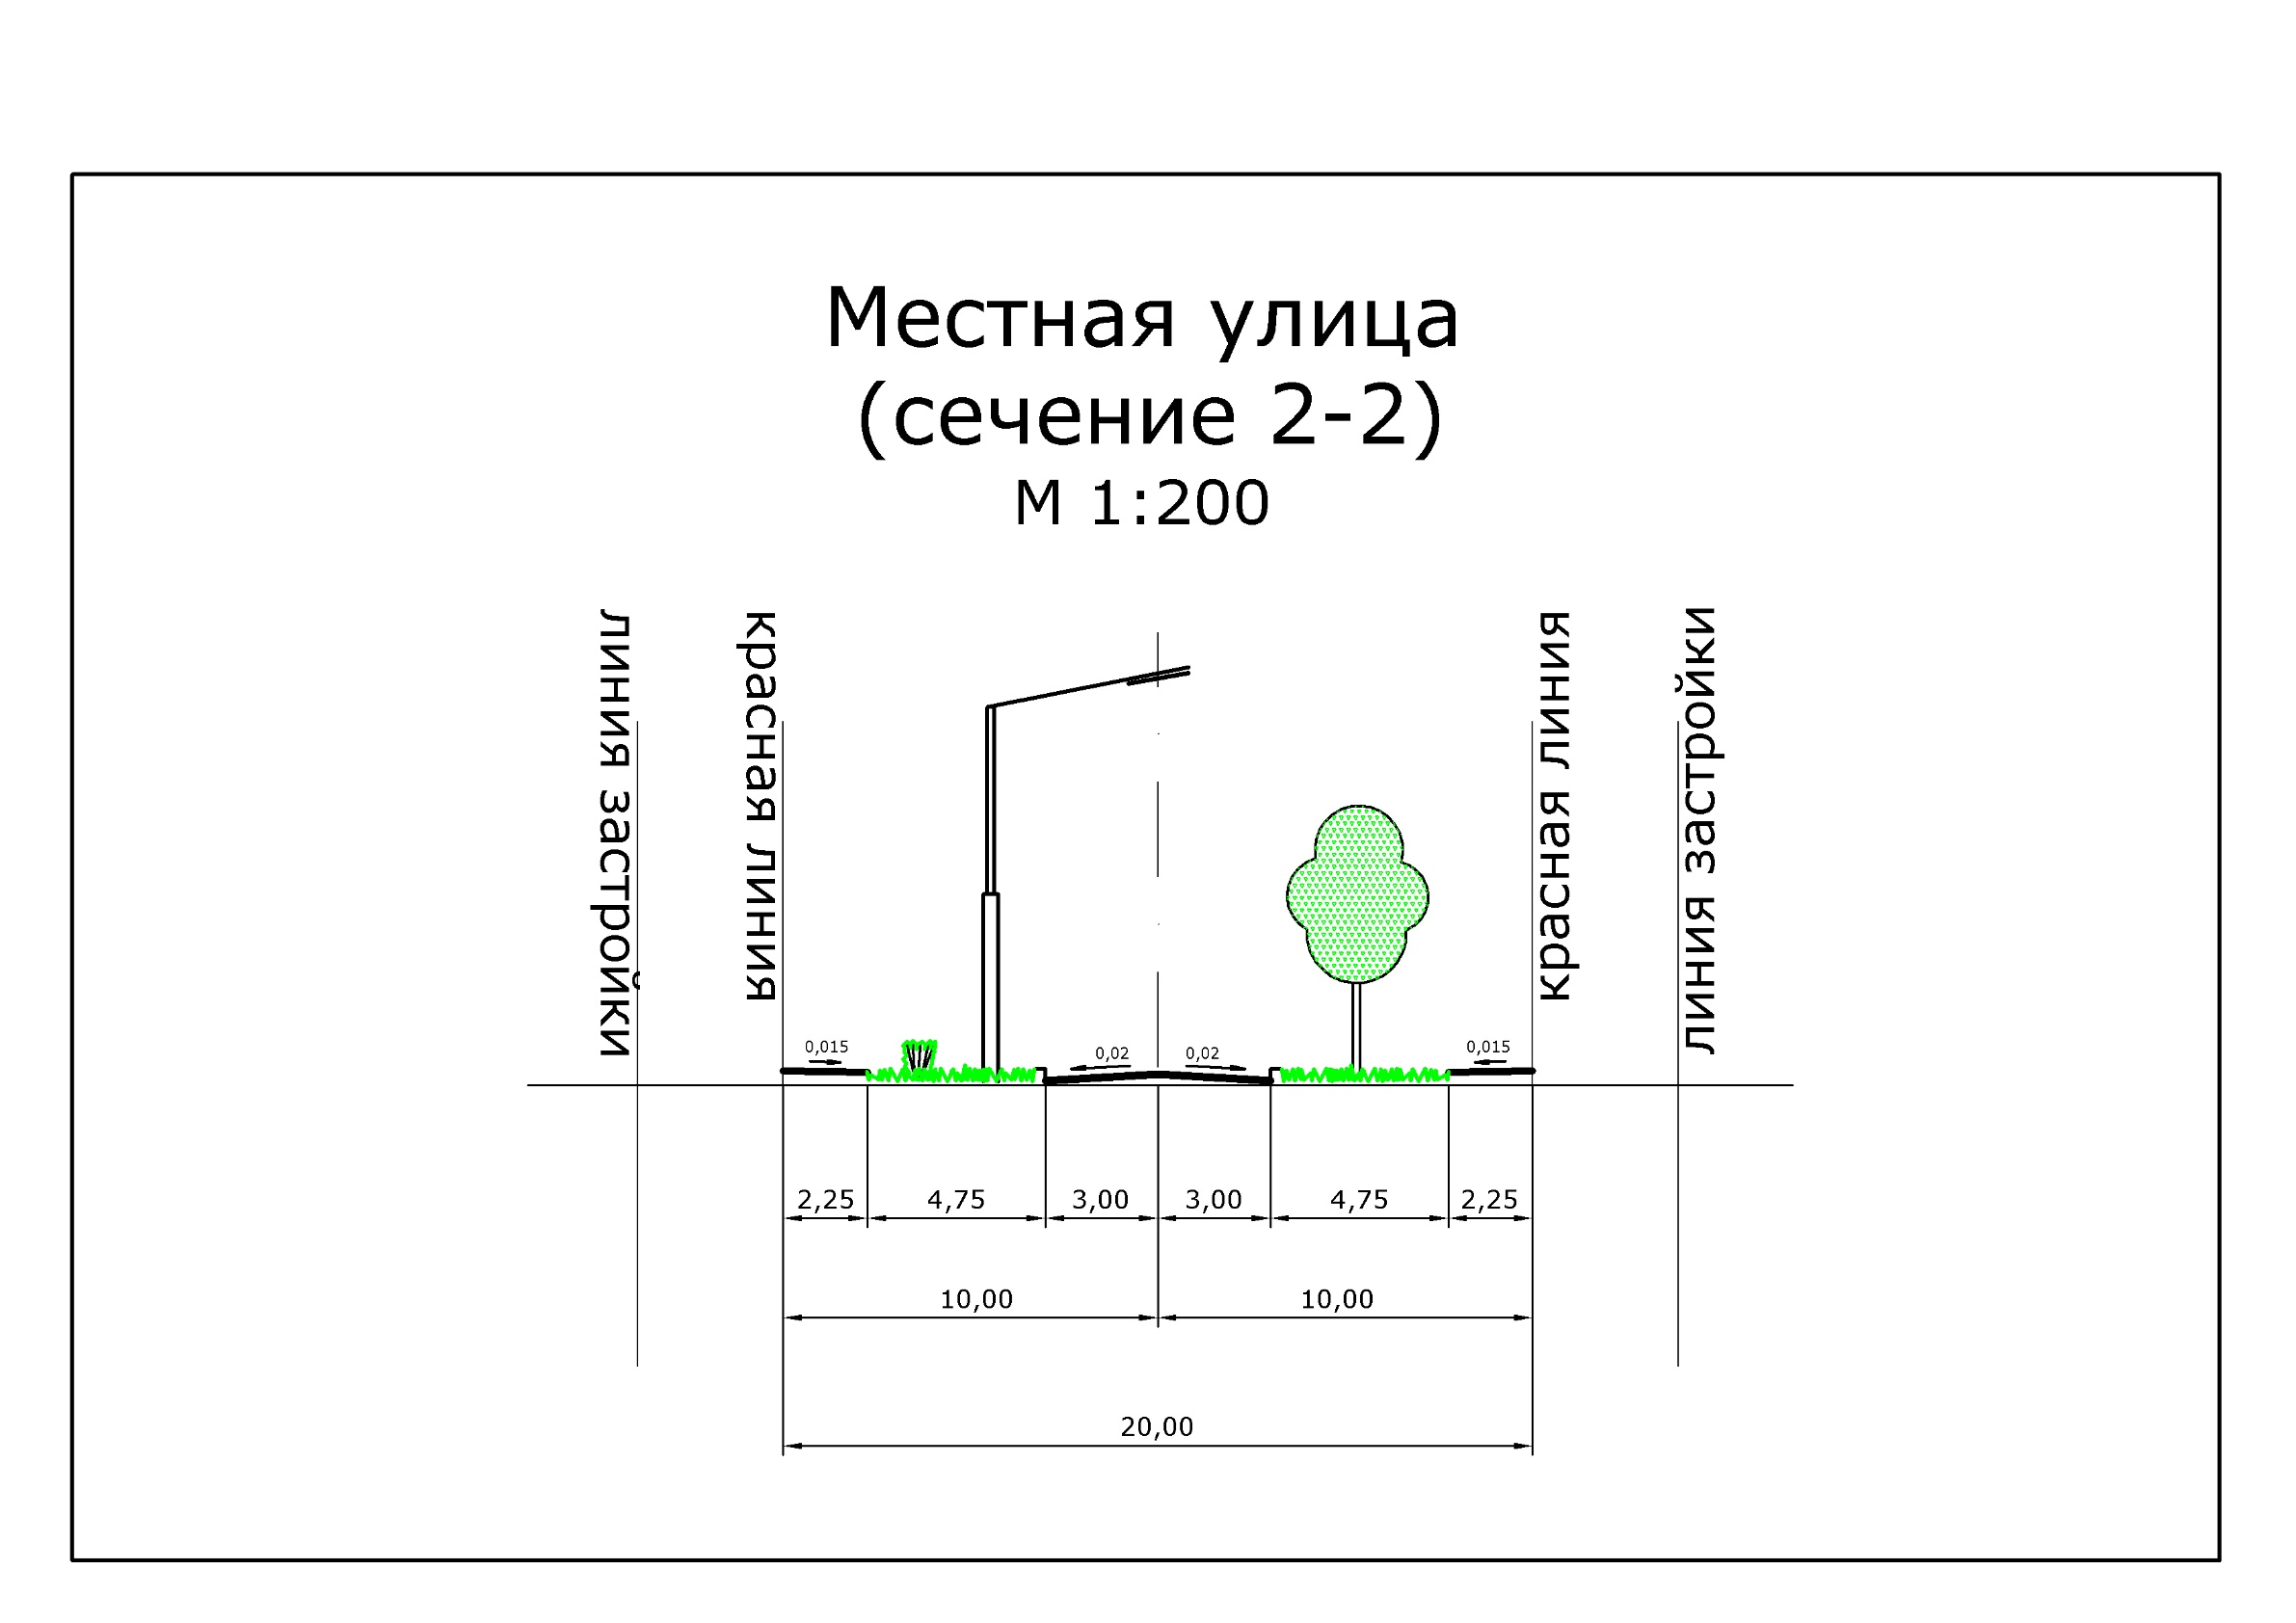 Местная улица
(сечение 2-2)
М 1:200
линия застройки
красная линия
красная линия
линия застройки
0,015
0,02
0,02
0,015
2,25
4,75
3,00
3,00
4,75
2,25
10,00
10,00
20,00